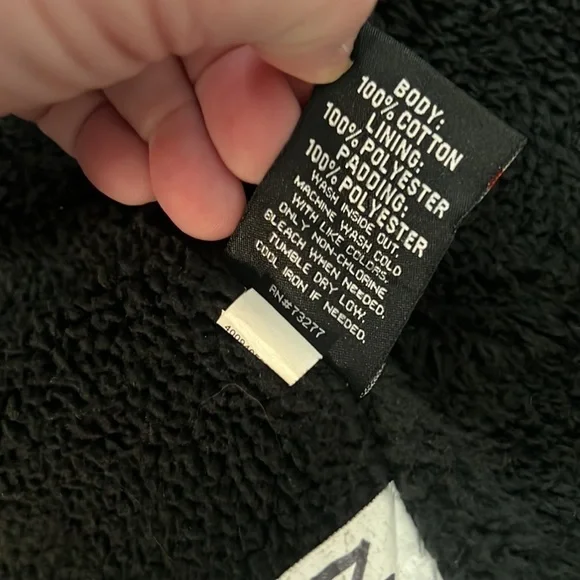 BODY:
100% COTTON
LINING:
100% POLYESTER
PADDING:
100% POLYESTER
WASH INSIDE OUT.
MACHINE WASH COLD
WITH LIKE COLORS.
ONLY NON-CHLORINE
BLEACH WHEN NEEDED.
TUMBLE DRY LOW.
COOL IRON IF NEEDED.
RN#73277